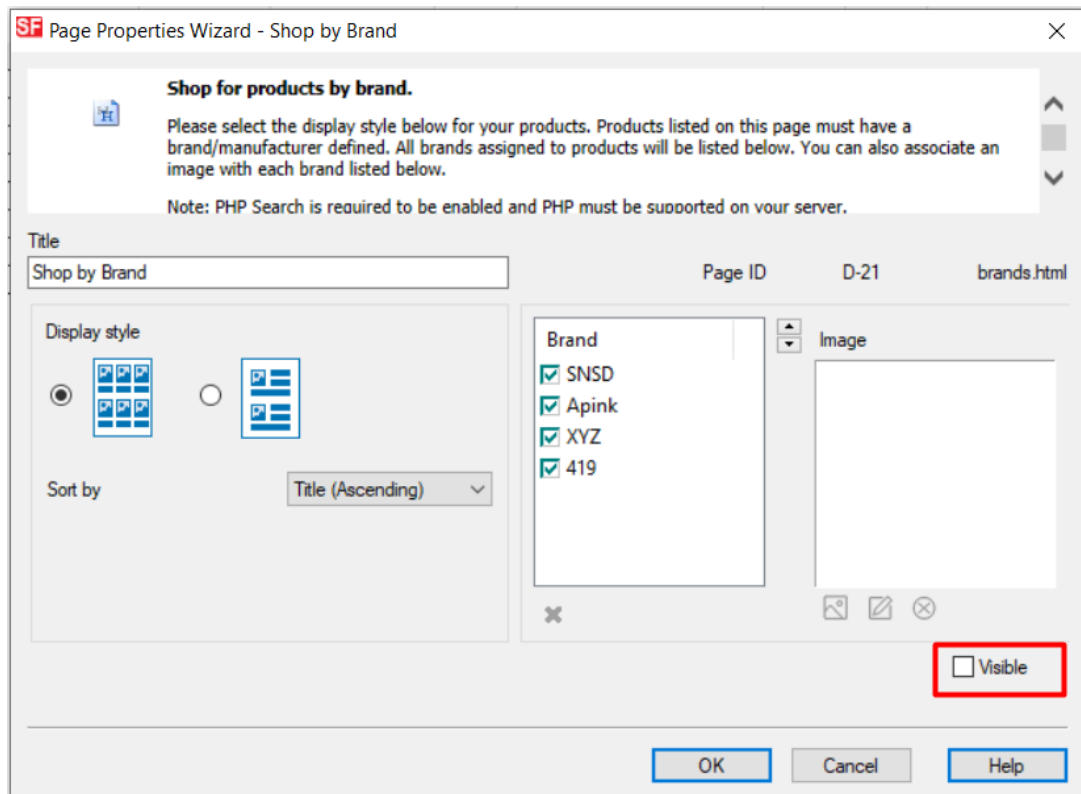 SF Page Properties Wizard - Shop by Brand
Shop for products by brand.
Please select the display style below for your products. Products listed on this page must have a
brand/manufacturer defined. All brands assigned to products will be listed below. You can also associate an
image with each brand listed below.
Note: PHP Search is required to be enabled and PHP must be supported on your server.
Title
Shop by Brand
Page ID D-21 brands.html
Display style
Sort by Title (Ascending)
Brand
SNSD
Apink
XYZ
419
Image
Visible
OK Cancel Help